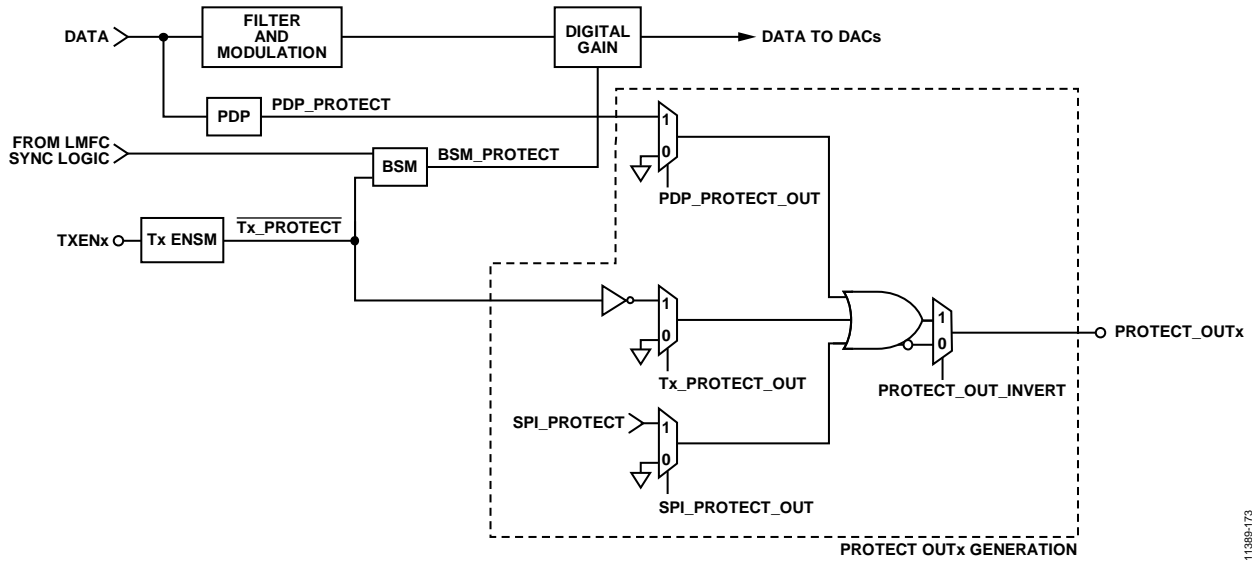 DATA
FILTER
AND
MODULATION
DIGITAL
GAIN
DATA TO DACs
PDP
PDP_PROTECT
1
0
PDP_PROTECT_OUT
FROM LMFC
SYNC LOGIC
BSM
BSM_PROTECT
TXENx
Tx ENSM
Tx_PROTECT
1
0
Tx_PROTECT_OUT
1
0
PROTECT_OUT_INVERT
PROTECT_OUTx
SPI_PROTECT
1
0
SPI_PROTECT_OUT
PROTECT OUTx GENERATION
11389-173